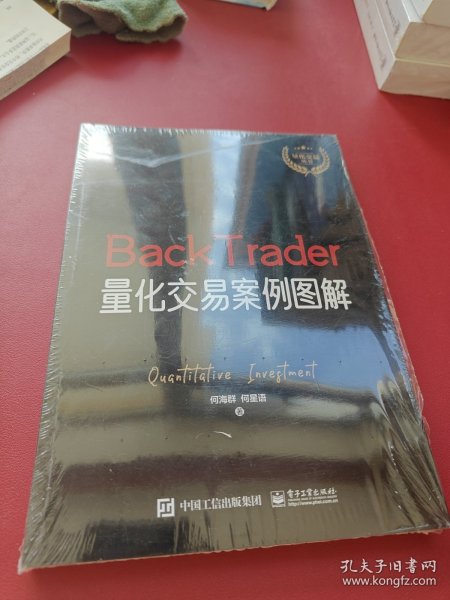 BackTrader
量化交易案例图解
Quantitative Investment
何海群 何星语
著
中国工信出版集团
电子工业出版社
孔夫子旧书网
www.kongfz.com